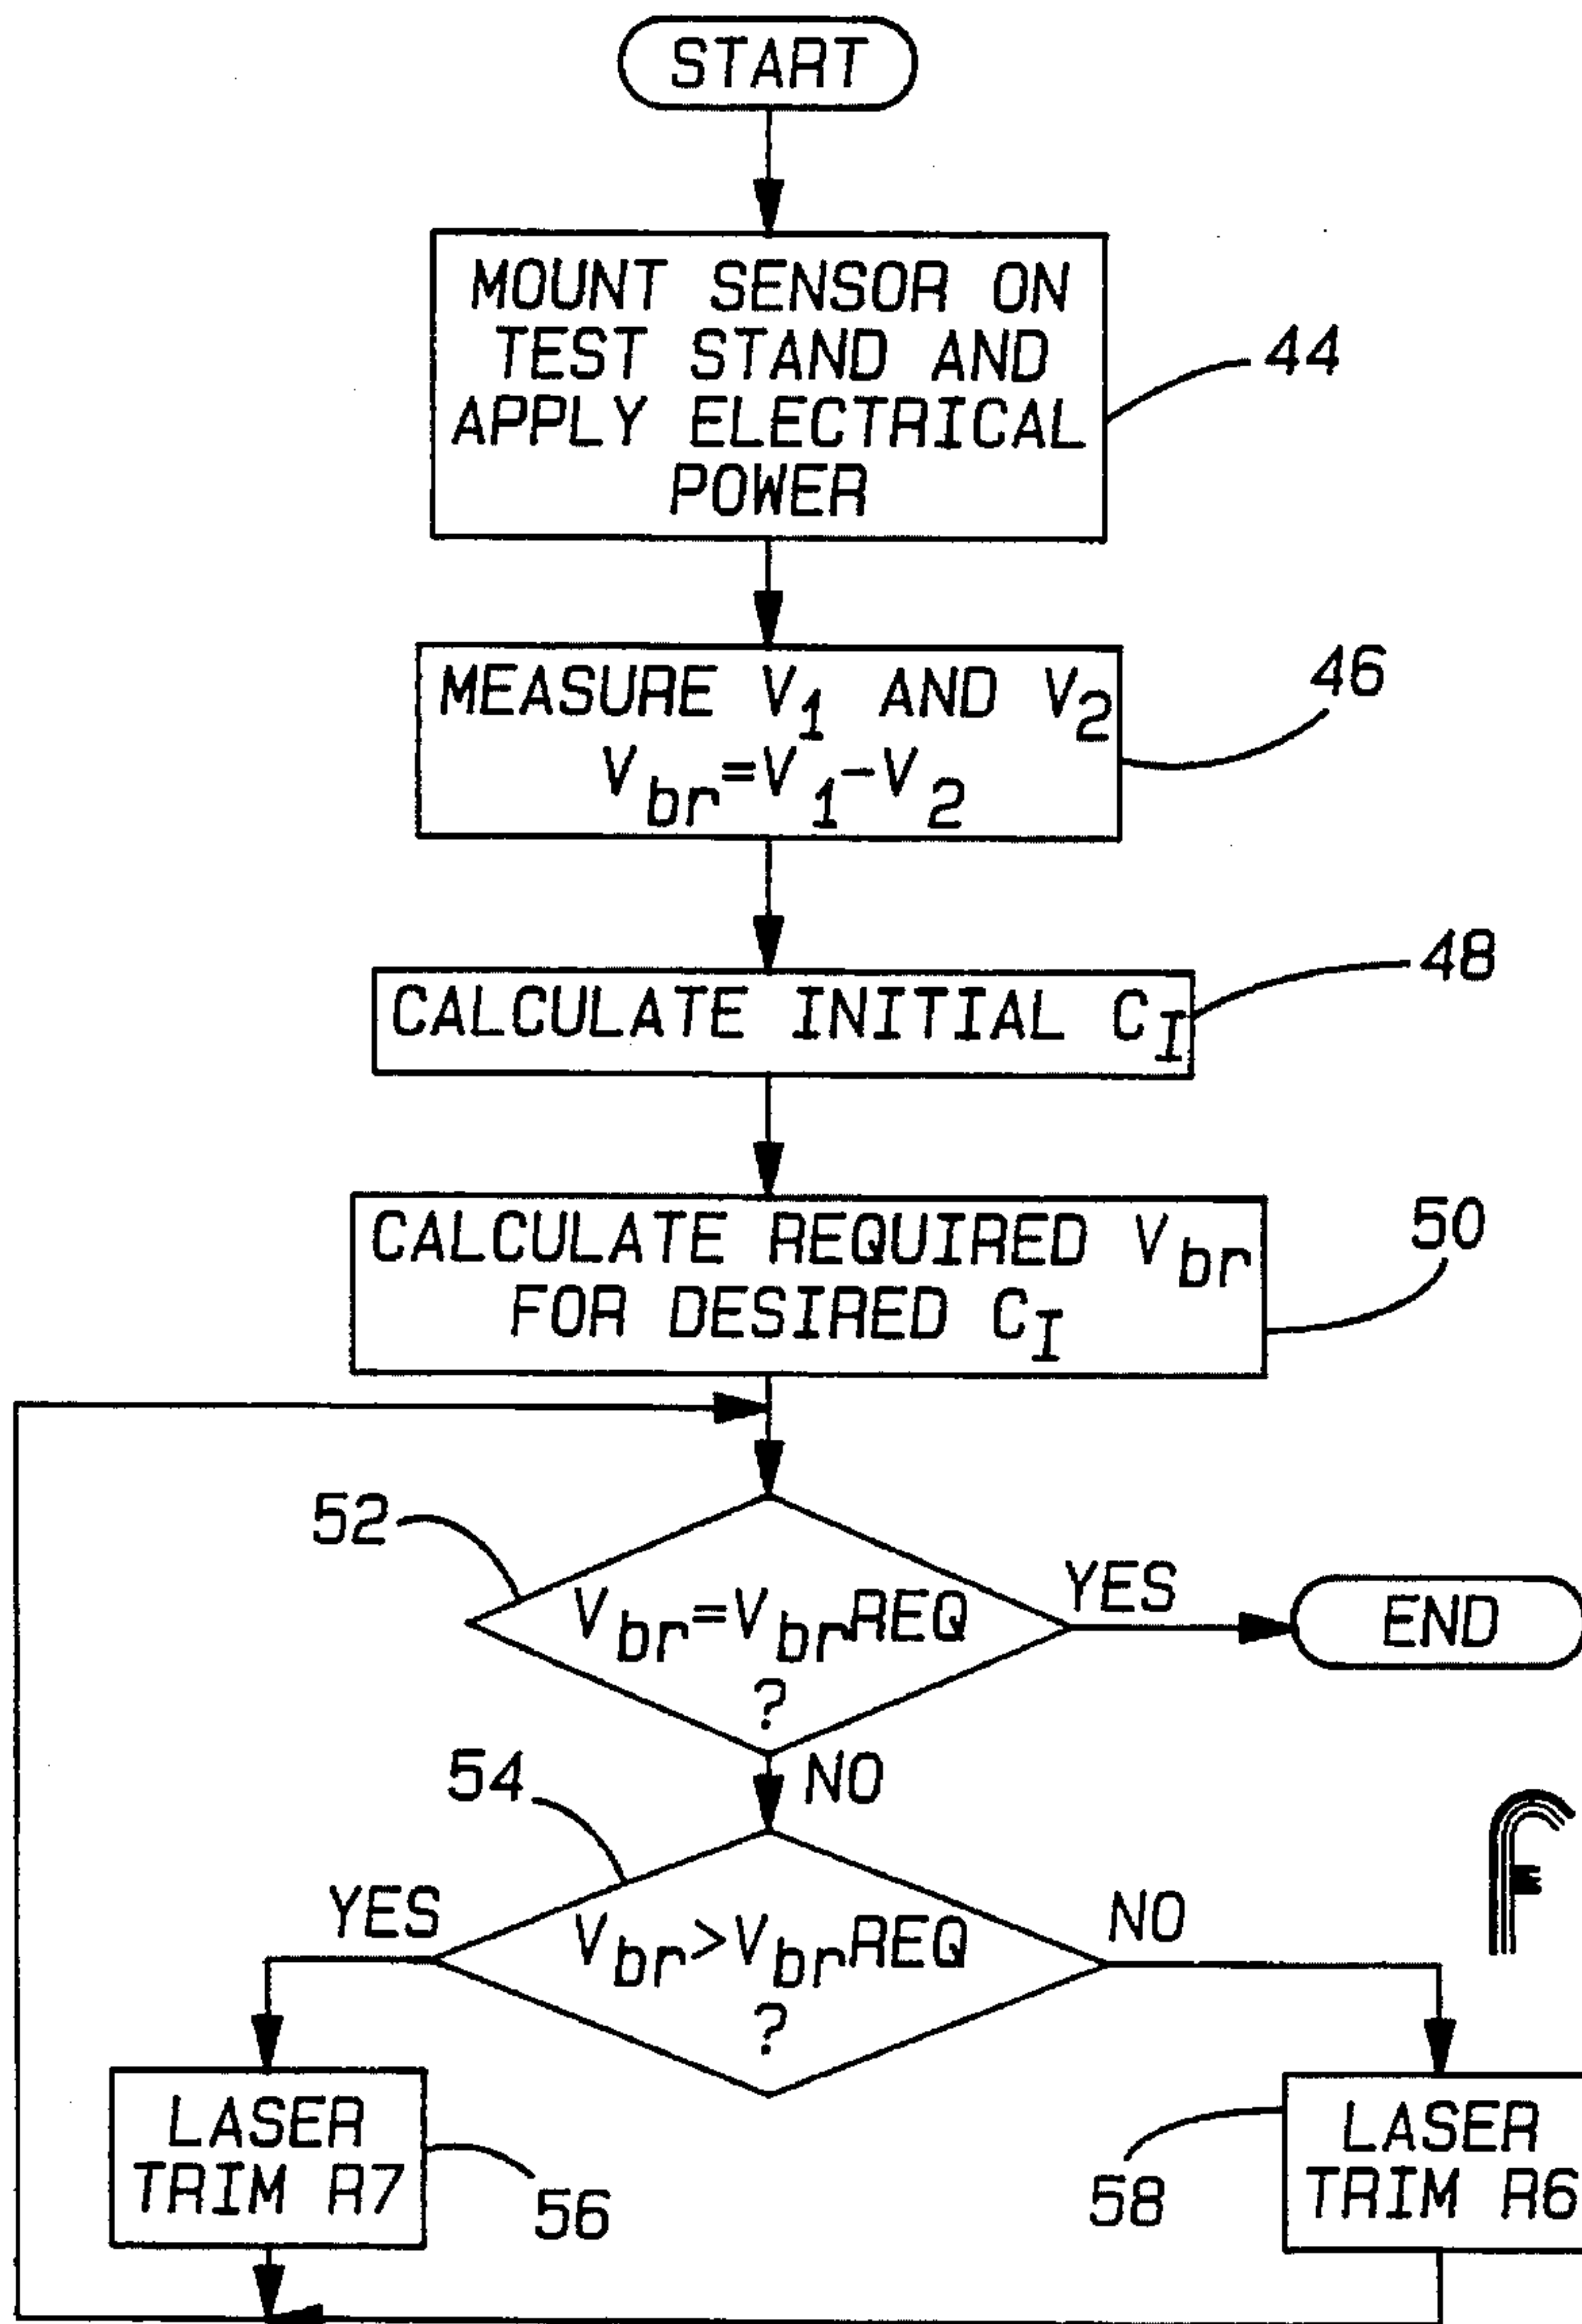 START
MOUNT SENSOR ON
TEST STAND AND
APPLY ELECTRICAL
POWER
44
MEASURE V1 AND V2
Vbr=V1-V2
46
CALCULATE INITIAL CI
48
CALCULATE REQUIRED Vbr
FOR DESIRED CI
50
52
Vbr=VbrREQ
?
YES
END
NO
54
Vbr>VbrREQ
?
YES
NO
LASER
TRIM R7
56
LASER
TRIM R6
58